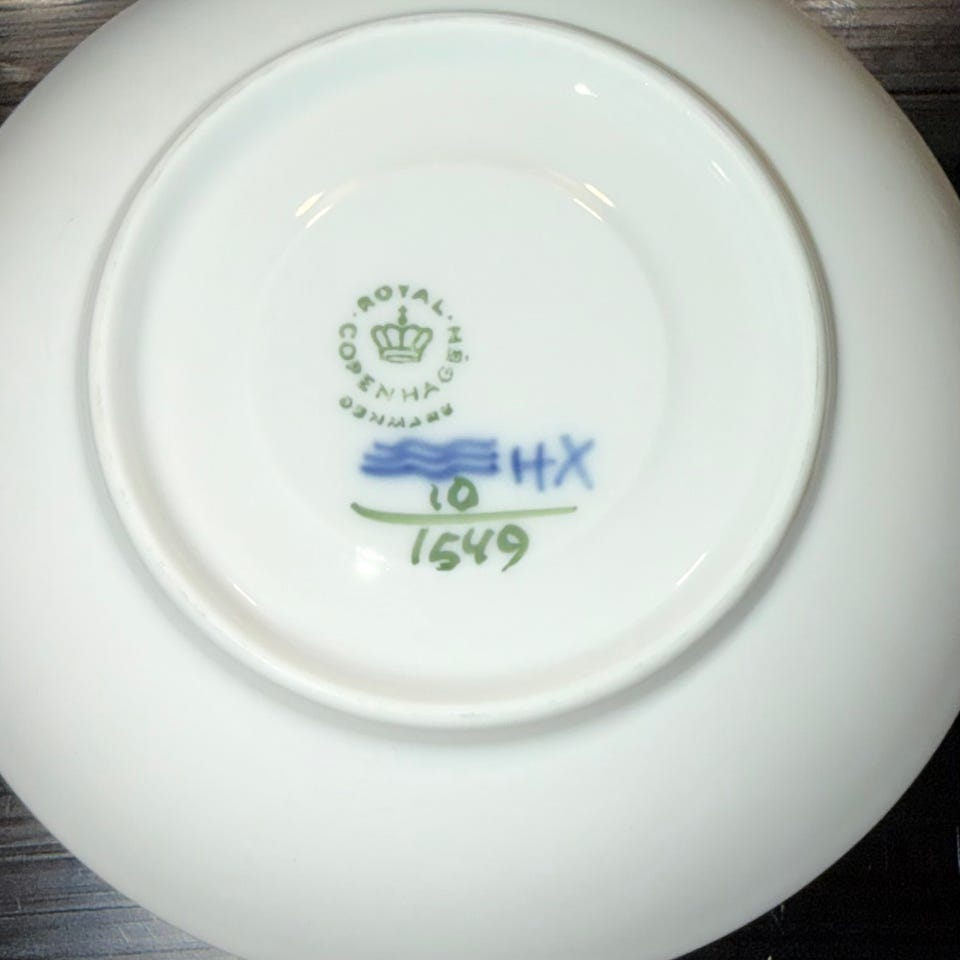 ROYAL
COPENHAGEN
DENMARK
HX
10
1549